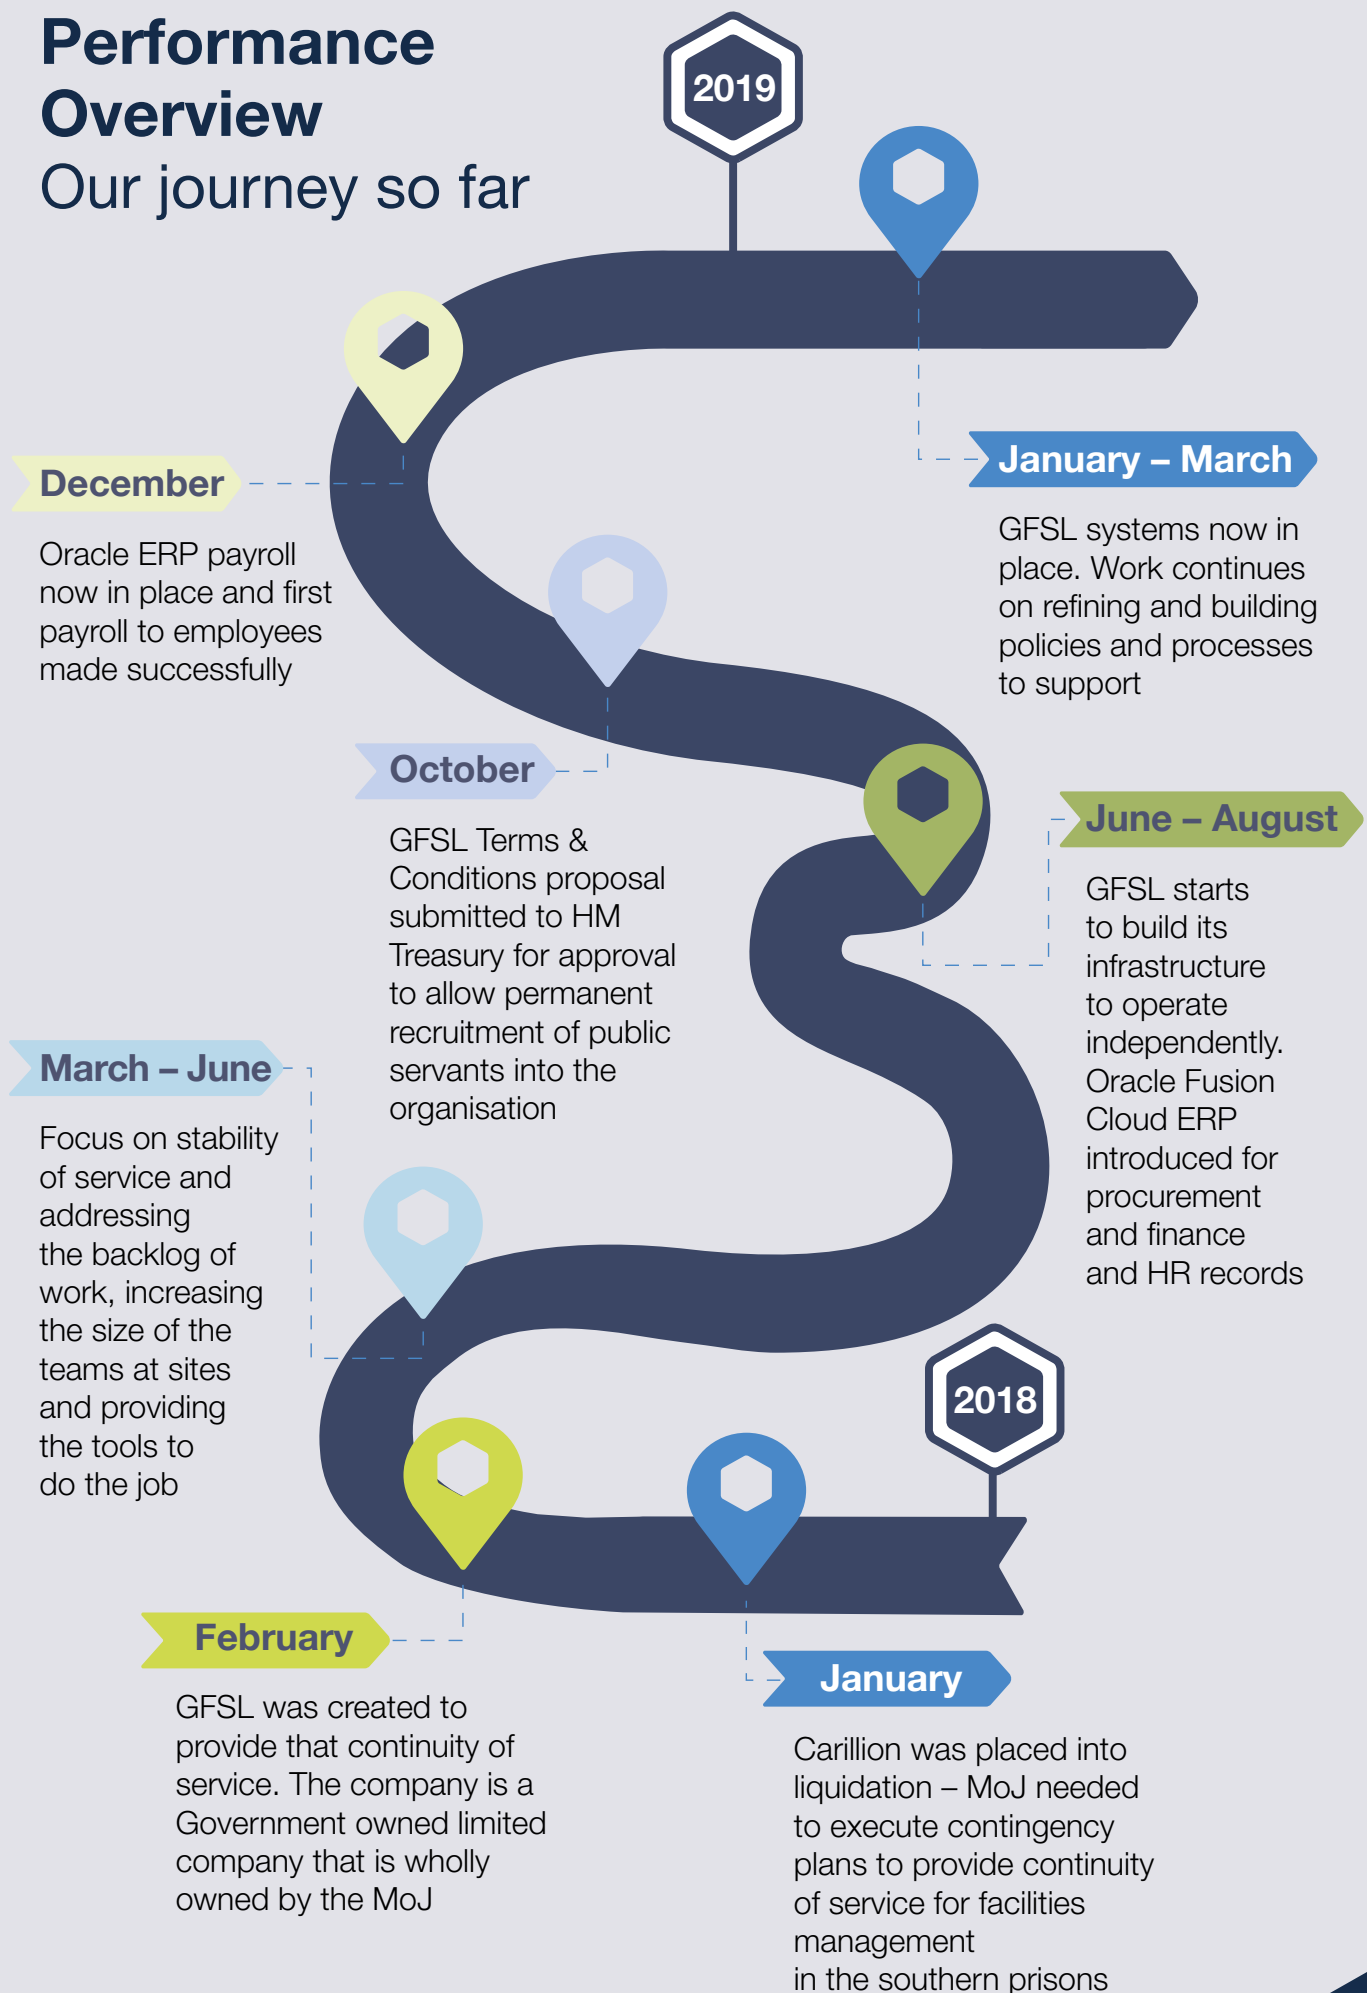 Performance
Overview
Our journey so far
2019
January – March
GFSL systems now in
place. Work continues
on refining and building
policies and processes
to support
December
Oracle ERP payroll
now in place and first
payroll to employees
made successfully
October
GFSL Terms &
Conditions proposal
submitted to HM
Treasury for approval
to allow permanent
recruitment of public
servants into the
organisation
June – August
GFSL starts
to build its
infrastructure
to operate
independently.
Oracle Fusion
Cloud ERP
introduced for
procurement
and finance
and HR records
March – June
Focus on stability
of service and
addressing
the backlog of
work, increasing
the size of the
teams at sites
and providing
the tools to
do the job
2018
February
GFSL was created to
provide that continuity of
service. The company is a
Government owned limited
company that is wholly
owned by the MoJ
January
Carillion was placed into
liquidation – MoJ needed
to execute contingency
plans to provide continuity
of service for facilities
management
in the southern prisons